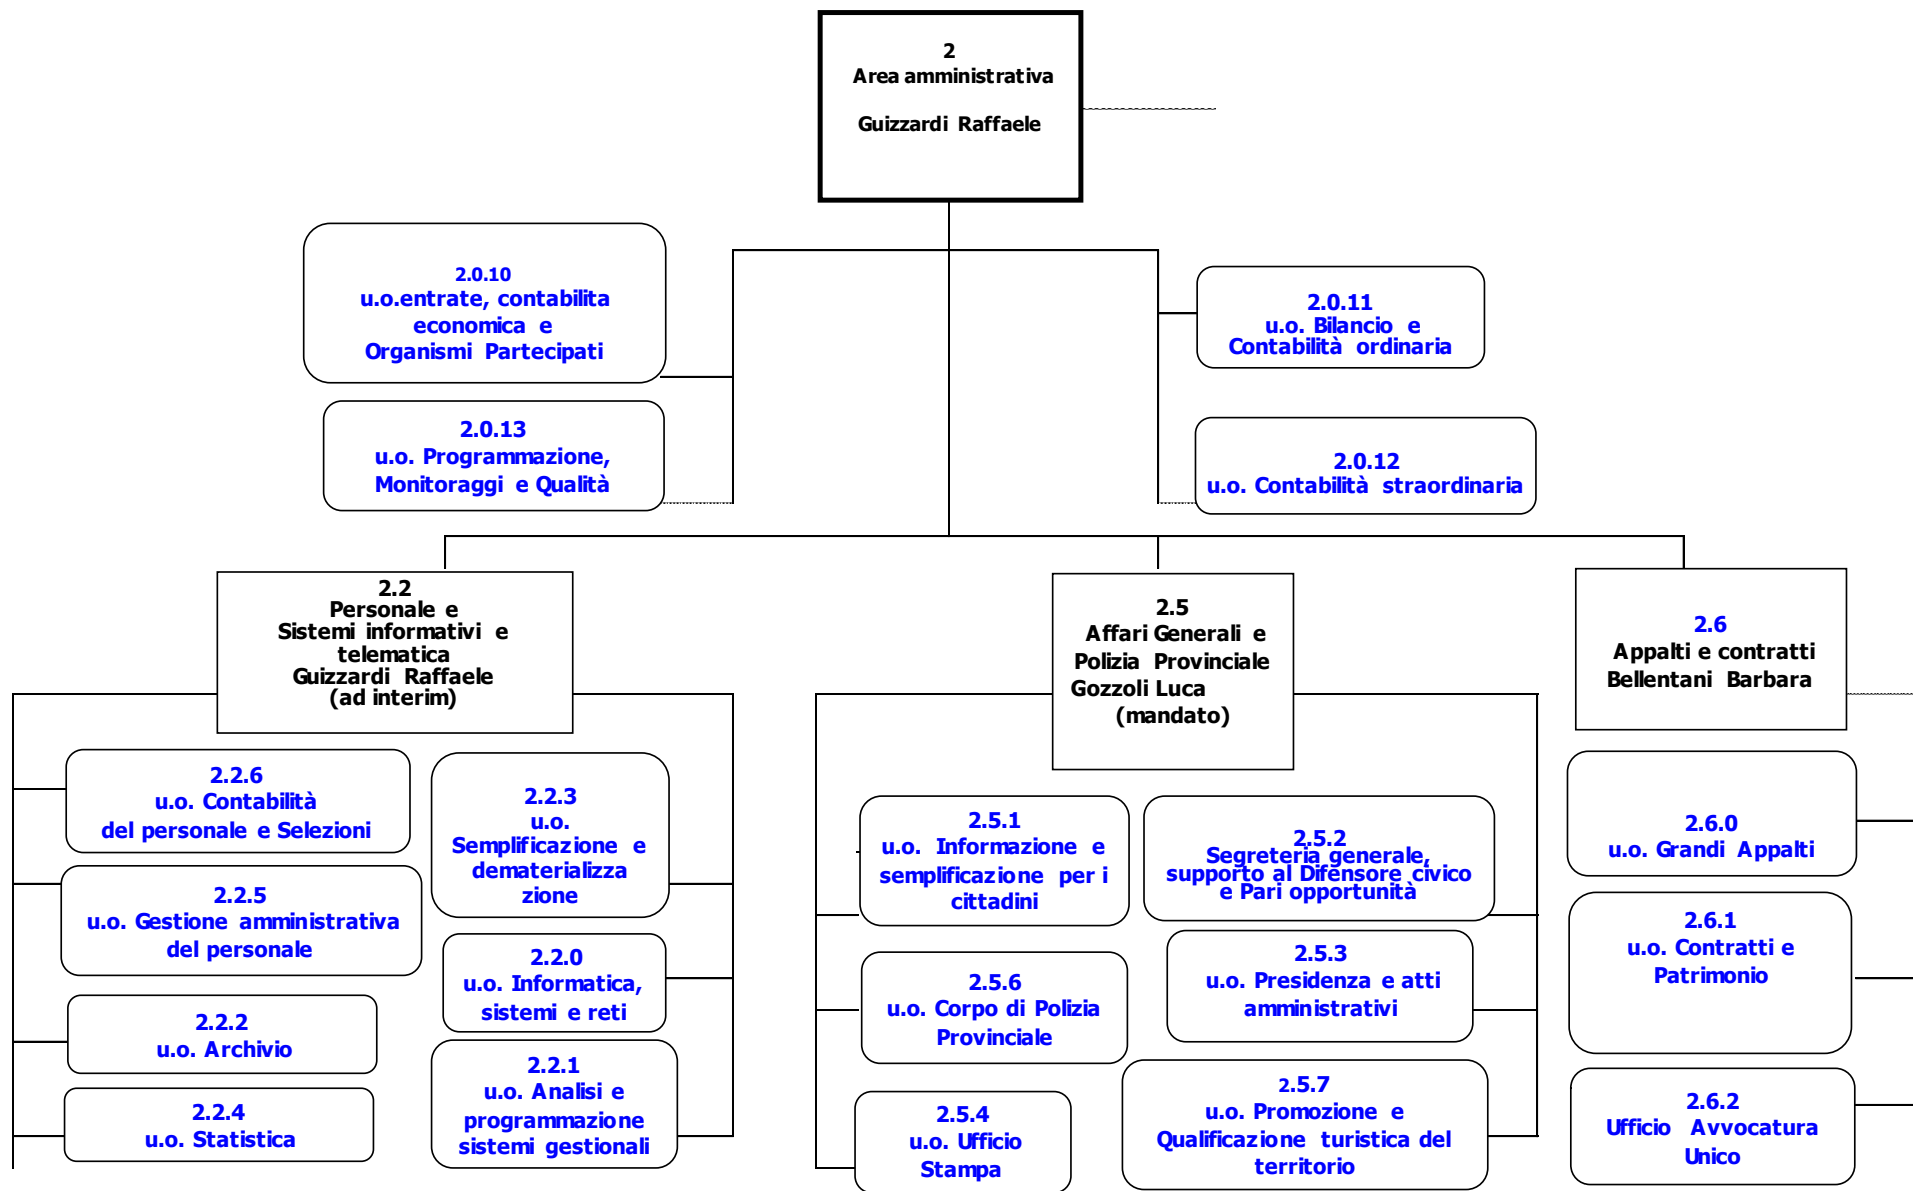 2
Area amministrativa
Guizzardi Raffaele
2.0.10
u.o.entrate, contabilita
economica e
Organismi Partecipati
2.0.11
u.o. Bilancio e
Contabilità ordinaria
2.0.13
u.o. Programmazione,
Monitoraggi e Qualità
2.0.12
u.o. Contabilità straordinaria
2.2
Personale e
Sistemi informativi e
telematica
Guizzardi Raffaele
(ad interim)
2.5
Affari Generali e
Polizia Provinciale
Gozzoli Luca
(mandato)
2.6
Appalti e contratti
Bellentani Barbara
2.2.6
u.o. Contabilità
del personale e Selezioni
2.2.3
u.o.
Semplificazione e
dematerializza
zione
2.2.5
u.o. Gestione amministrativa
del personale
2.2.0
u.o. Informatica,
sistemi e reti
2.2.2
u.o. Archivio
2.2.1
u.o. Analisi e
programmazione
sistemi gestionali
2.2.4
u.o. Statistica
2.5.1
u.o. Informazione e
semplificazione per i
cittadini
2.5.2
Segreteria generale,
supporto al Difensore civico
e Pari opportunità
2.5.6
u.o. Corpo di Polizia
Provinciale
2.5.3
u.o. Presidenza e atti
amministrativi
2.5.4
u.o. Ufficio
Stampa
2.5.7
u.o. Promozione e
Qualificazione turistica del
territorio
2.6.0
u.o. Grandi Appalti
2.6.1
u.o. Contratti e
Patrimonio
2.6.2
Ufficio Avvocatura
Unico